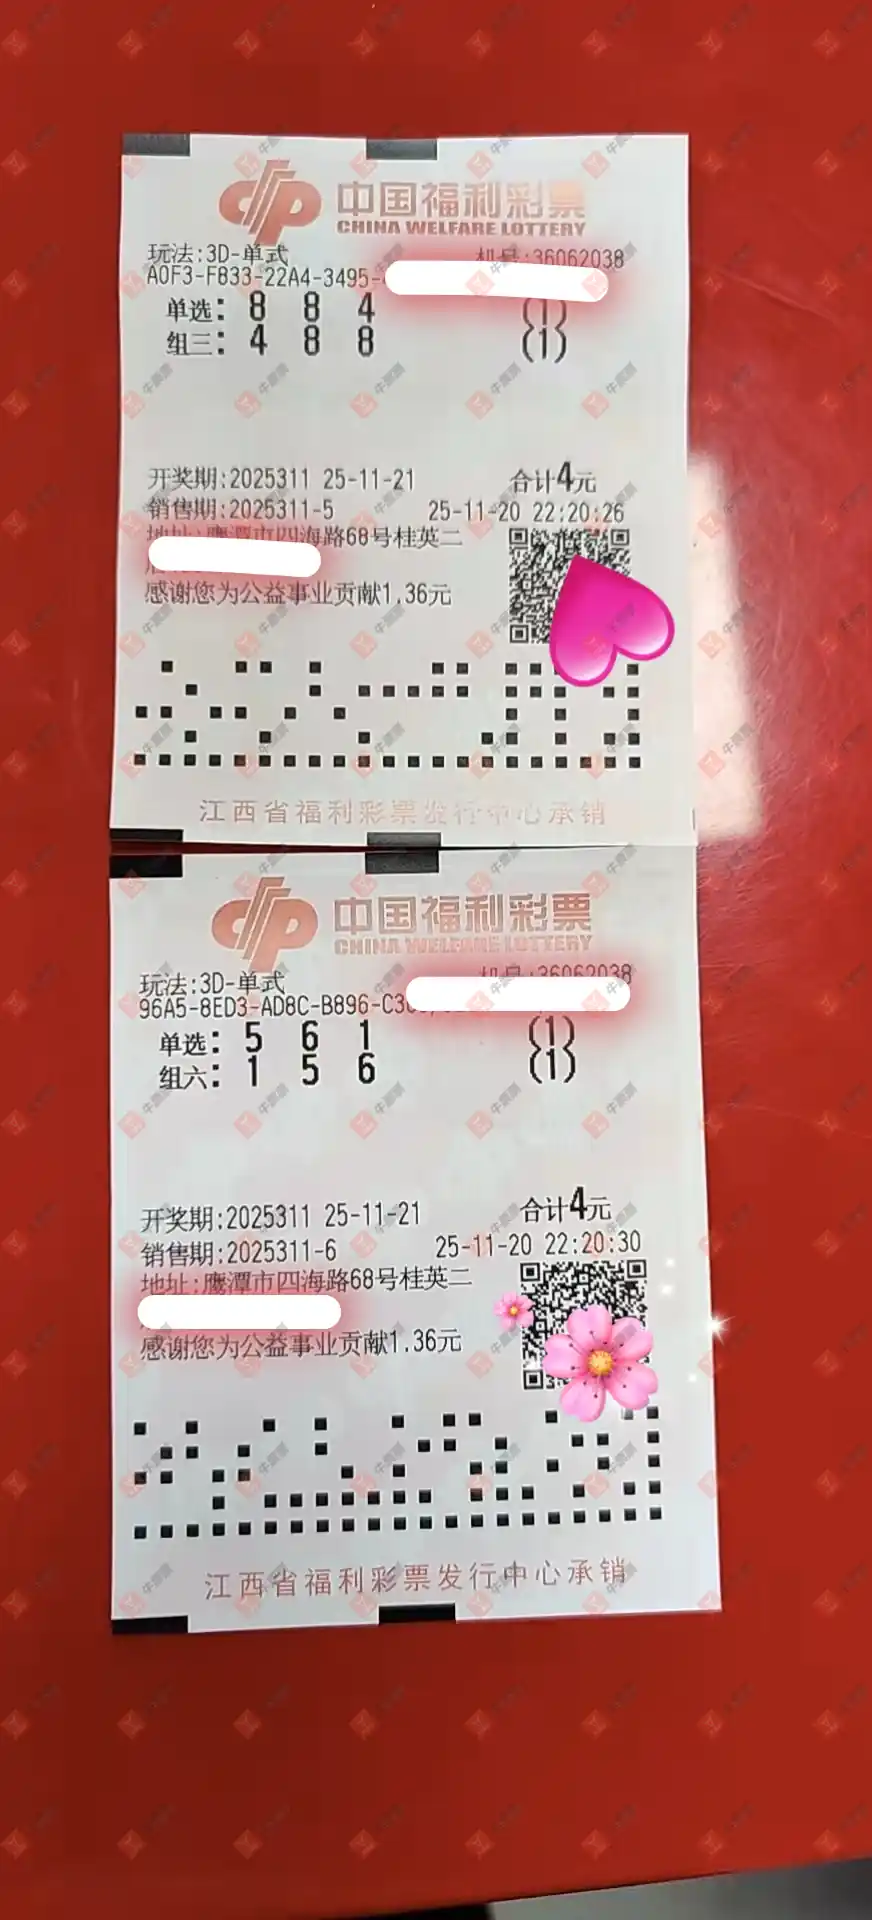 中国福利彩票
CHINA WELFARE LOTTERY
玩法:3D-单式 机号:36062038
A0F3-F833-22A4-3495-
单选: 8 8 4 (1)
组三: 4 8 8 (1)
开奖期:2025311 25-11-21 合计4元
销售期:2025311-5 25-11-20 22:20:26
地址:鹰潭市四海路68号桂英二
感谢您为公益事业贡献1.36元
江西省福利彩票发行中心承销
中国福利彩票
CHINA WELFARE LOTTERY
玩法:3D-单式 机号:36062038
96A5-8ED3-AD8C-B896-
单选: 5 6 1 (1)
组六: 1 5 6 (1)
开奖期:2025311 25-11-21 合计4元
销售期:2025311-6 25-11-20 22:20:30
地址:鹰潭市四海路68号桂英二
感谢您为公益事业贡献1.36元
江西省福利彩票发行中心承销